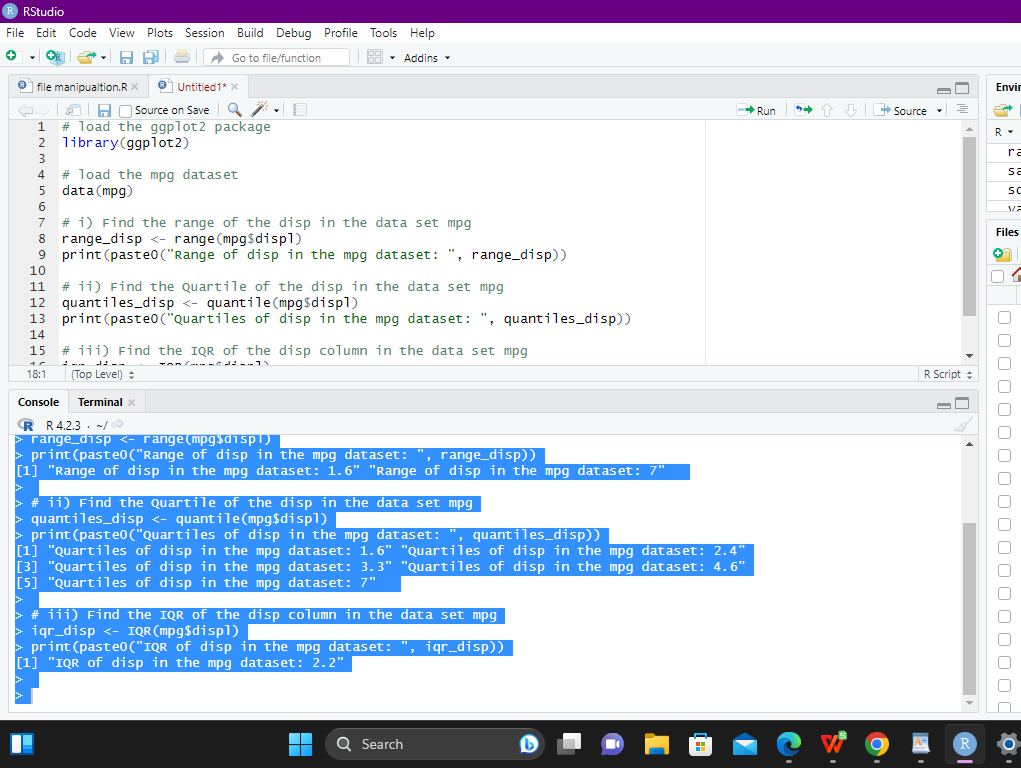 RStudio
File Edit Code View Plots Session Build Debug Profile Tools Help
Go to file/function Addins
file manipualtion.R Untitled1* Envir
Source on Save Run Source
R
1 # load the ggplot2 package
2 library(ggplot2)
3
4 # load the mpg dataset
5 data(mpg)
6
7 # i) Find the range of the disp in the data set mpg
8 range_disp <- range(mpg$displ)
9 print(paste0("Range of disp in the mpg dataset: ", range_disp))
10
11 # ii) Find the Quartile of the disp in the data set mpg
12 quantiles_disp <- quantile(mpg$displ)
13 print(paste0("Quartiles of disp in the mpg dataset: ", quantiles_disp))
14
15 # iii) Find the IQR of the disp column in the data set mpg
18:1 (Top Level) R Script
ra
sa
Files
Console Terminal
R 4.2.3 · ~/
> range_disp <- range(mpg$displ)
> print(paste0("Range of disp in the mpg dataset: ", range_disp))
[1] "Range of disp in the mpg dataset: 1.6" "Range of disp in the mpg dataset: 7"
>
> # ii) Find the Quartile of the disp in the data set mpg
> quantiles_disp <- quantile(mpg$displ)
> print(paste0("Quartiles of disp in the mpg dataset: ", quantiles_disp))
[1] "Quartiles of disp in the mpg dataset: 1.6" "Quartiles of disp in the mpg dataset: 2.4"
[3] "Quartiles of disp in the mpg dataset: 3.3" "Quartiles of disp in the mpg dataset: 4.6"
[5] "Quartiles of disp in the mpg dataset: 7"
>
> # iii) Find the IQR of the disp column in the data set mpg
> iqr_disp <- IQR(mpg$displ)
> print(paste0("IQR of disp in the mpg dataset: ", iqr_disp))
[1] "IQR of disp in the mpg dataset: 2.2"
>
>
Search